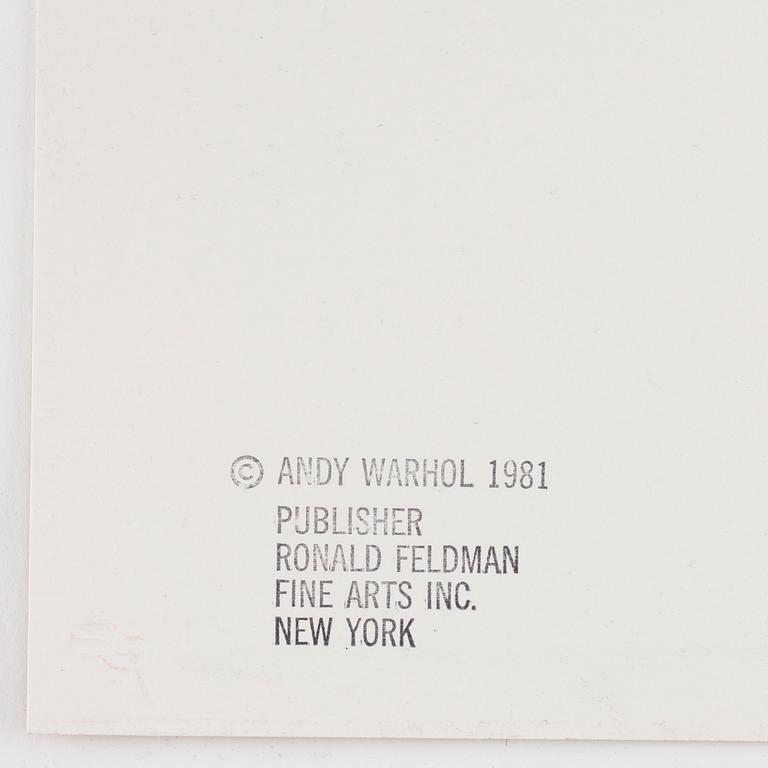 © ANDY WARHOL 1981
PUBLISHER
RONALD FELDMAN
FINE ARTS INC.
NEW YORK